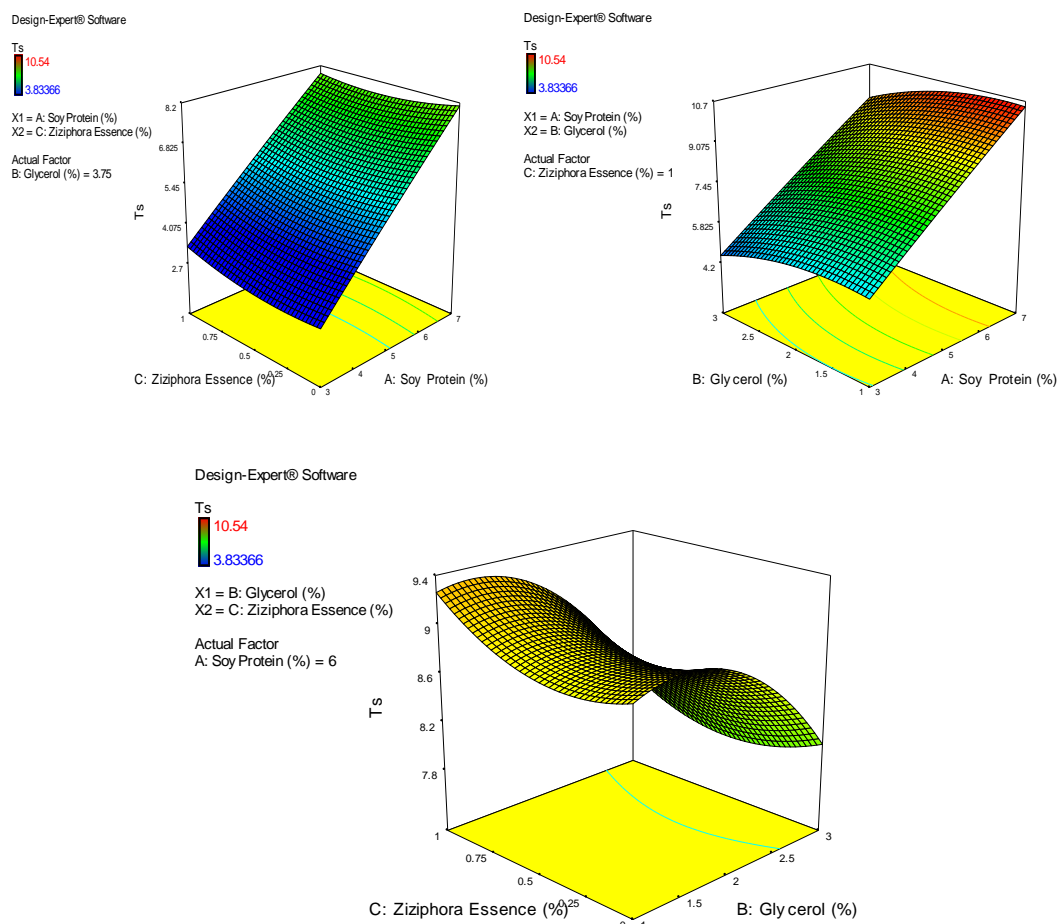 Design-Expert® Software
Ts
10.54
3.83366
X1 = A: Soy Protein (%)
X2 = C: Ziziphora Essence (%)
Actual Factor
B: Glycerol (%) = 3.75
8.2
6.825
5.45
4.075
2.7
Ts
1
0.75
0.5
0.25
0
3
4
5
6
7
C: Ziziphora Essence (%)
A: Soy Protein (%)
Design-Expert® Software
Ts
10.54
3.83366
X1 = A: Soy Protein (%)
X2 = B: Glycerol (%)
Actual Factor
C: Ziziphora Essence (%) = 1
10.7
9.075
7.45
5.825
4.2
Ts
3
2.5
2
1.5
1
3
4
5
6
7
B: Glycerol (%)
A: Soy Protein (%)
Design-Expert® Software
Ts
10.54
3.83366
X1 = B: Glycerol (%)
X2 = C: Ziziphora Essence (%)
Actual Factor
A: Soy Protein (%) = 6
9.4
9
8.6
8.2
7.8
Ts
1
0.75
0.5
0.25
1.5
2
2.5
3
C: Ziziphora Essence (%)
B: Glycerol (%)